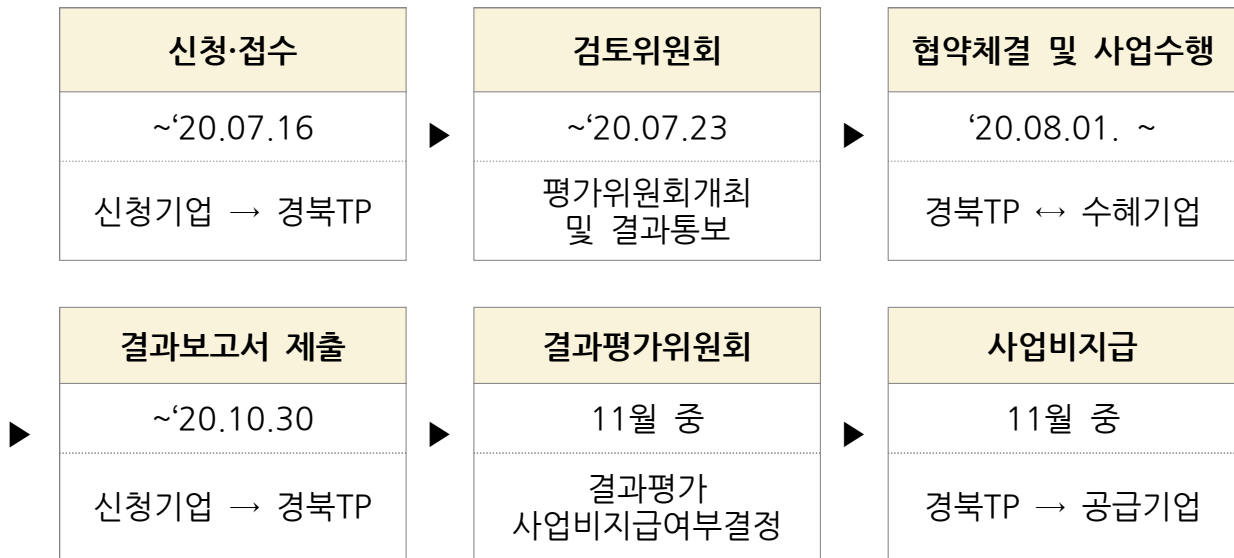 신청·접수
~‘20.07.16
신청기업 → 경북TP
▶
검토위원회
~‘20.07.23
평가위원회개최
및 결과통보
▶
협약체결 및 사업수행
‘20.08.01. ~
경북TP ↔ 수혜기업
▶
결과보고서 제출
~‘20.10.30
신청기업 → 경북TP
▶
결과평가위원회
11월 중
결과평가
사업비지급여부결정
▶
사업비지급
11월 중
경북TP → 공급기업